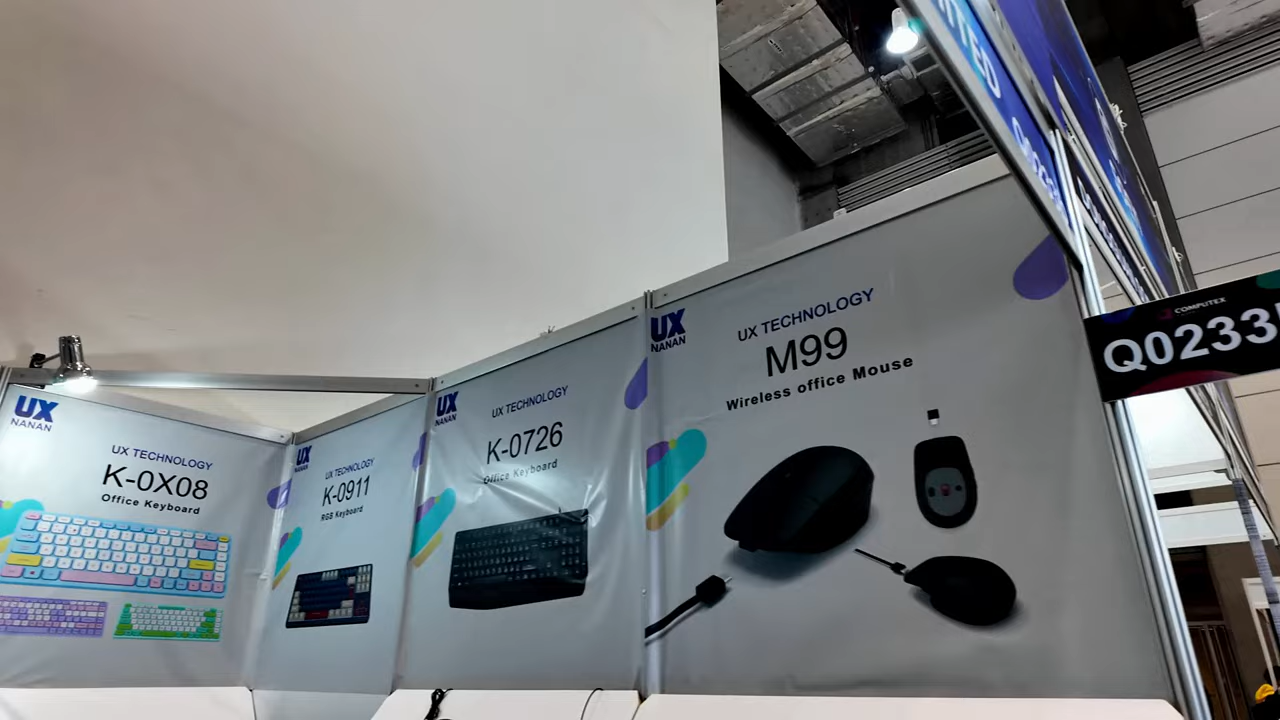 UX
NANAN
UX TECHNOLOGY
K-0X08
Office Keyboard
UX
NANAN
UX TECHNOLOGY
K-0911
RGB Keyboard
UX
NANAN
UX TECHNOLOGY
K-0726
Office Keyboard
UX
NANAN
UX TECHNOLOGY
M99
Wireless office Mouse
COMPUTEX
Q0233